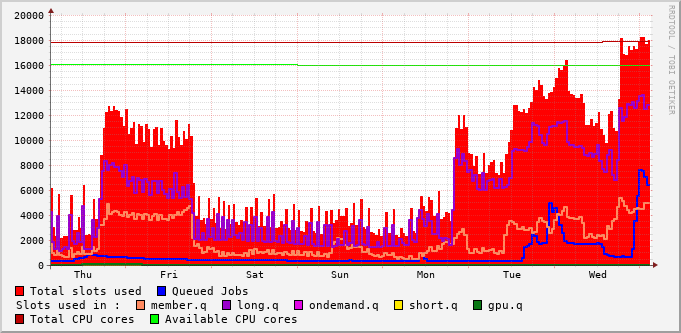 RRDTOOL / TOBI OETIKER
20000
18000
16000
14000
12000
10000
8000
6000
4000
2000
0
Thu Fri Sat Sun Mon Tue Wed
Total slots used Queued Jobs
Slots used in : member.q long.q ondemand.q short.q gpu.q
Total CPU cores Available CPU cores